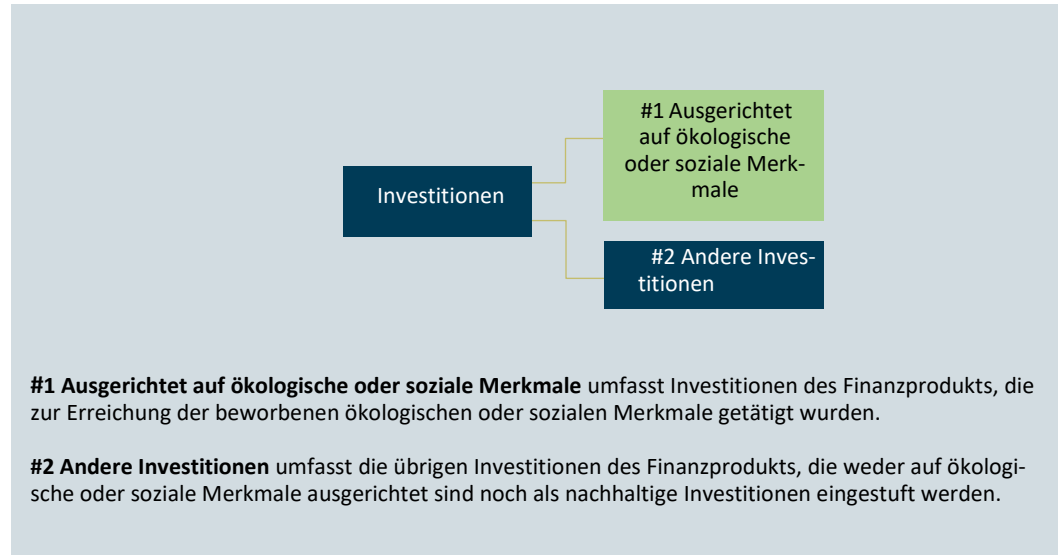 #1 Ausgerichtet
auf ökologische
oder soziale Merk-
male
Investitionen
#2 Andere Inves-
titionen
#1 Ausgerichtet auf ökologische oder soziale Merkmale umfasst Investitionen des Finanzprodukts, die
zur Erreichung der beworbenen ökologischen oder sozialen Merkmale getätigt wurden.
#2 Andere Investitionen umfasst die übrigen Investitionen des Finanzprodukts, die weder auf ökologi-
sche oder soziale Merkmale ausgerichtet sind noch als nachhaltige Investitionen eingestuft werden.